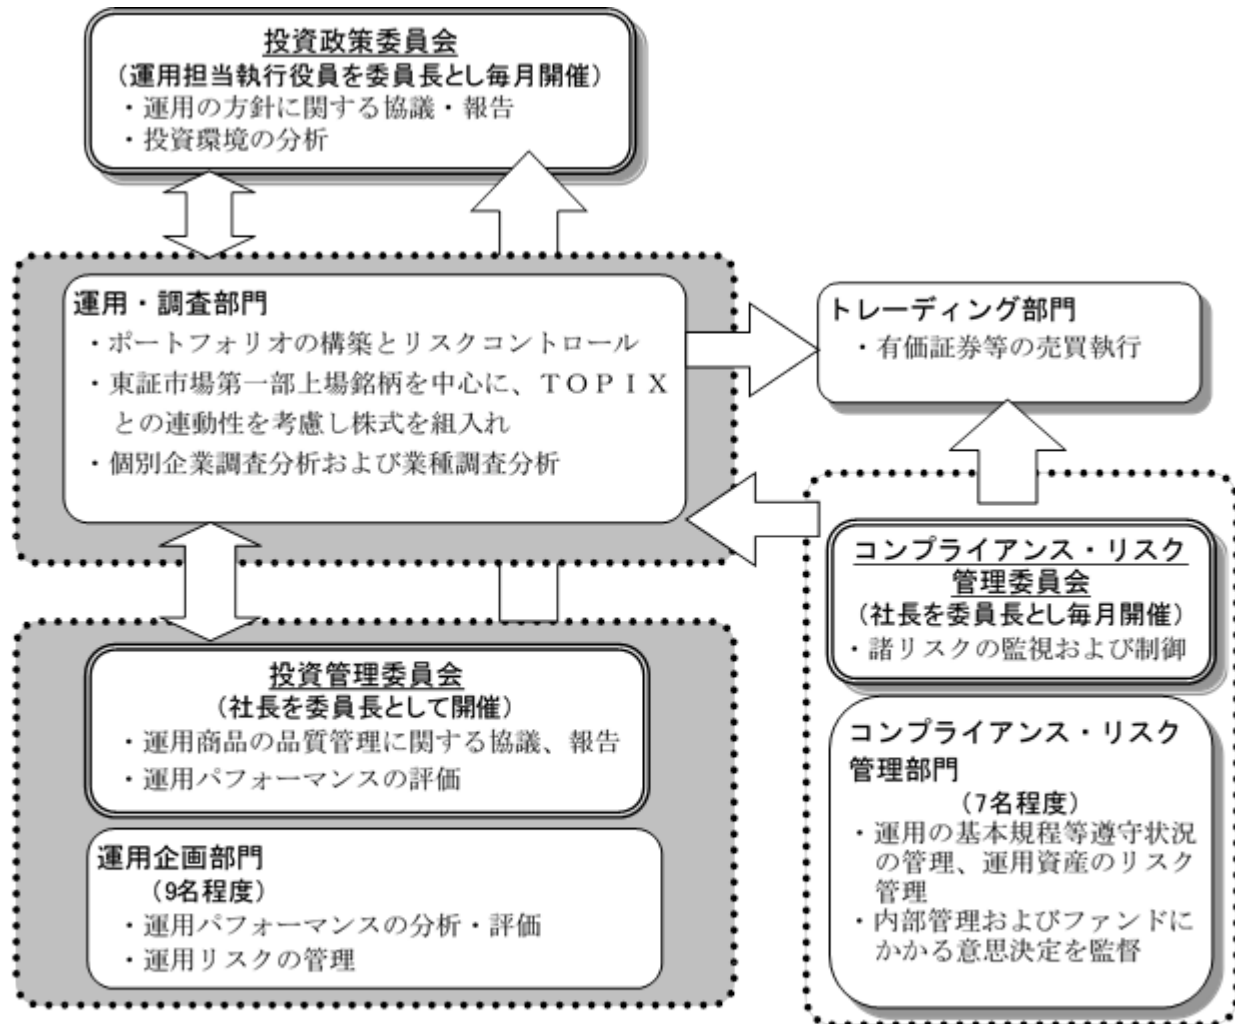 投資政策委員会
（運用担当執行役員を委員長とし毎月開催）
・運用の方針に関する協議・報告
・投資環境の分析
運用・調査部門
・ポートフォリオの構築とリスクコントロール
・東証市場第一部上場銘柄を中心に、ＴＯＰＩＸ
との連動性を考慮し株式を組入れ
・個別企業調査分析および業種調査分析
トレーディング部門
・有価証券等の売買執行
投資管理委員会
（社長を委員長として開催）
・運用商品の品質管理に関する協議、報告
・運用パフォーマンスの評価
運用企画部門
（9名程度）
・運用パフォーマンスの分析・評価
・運用リスクの管理
コンプライアンス・リスク
管理委員会
（社長を委員長とし毎月開催）
・諸リスクの監視および制御
コンプライアンス・リスク
管理部門
（7名程度）
・運用の基本規程等遵守状況
の管理、運用資産のリスク
管理
・内部管理およびファンドに
かかる意思決定を監督